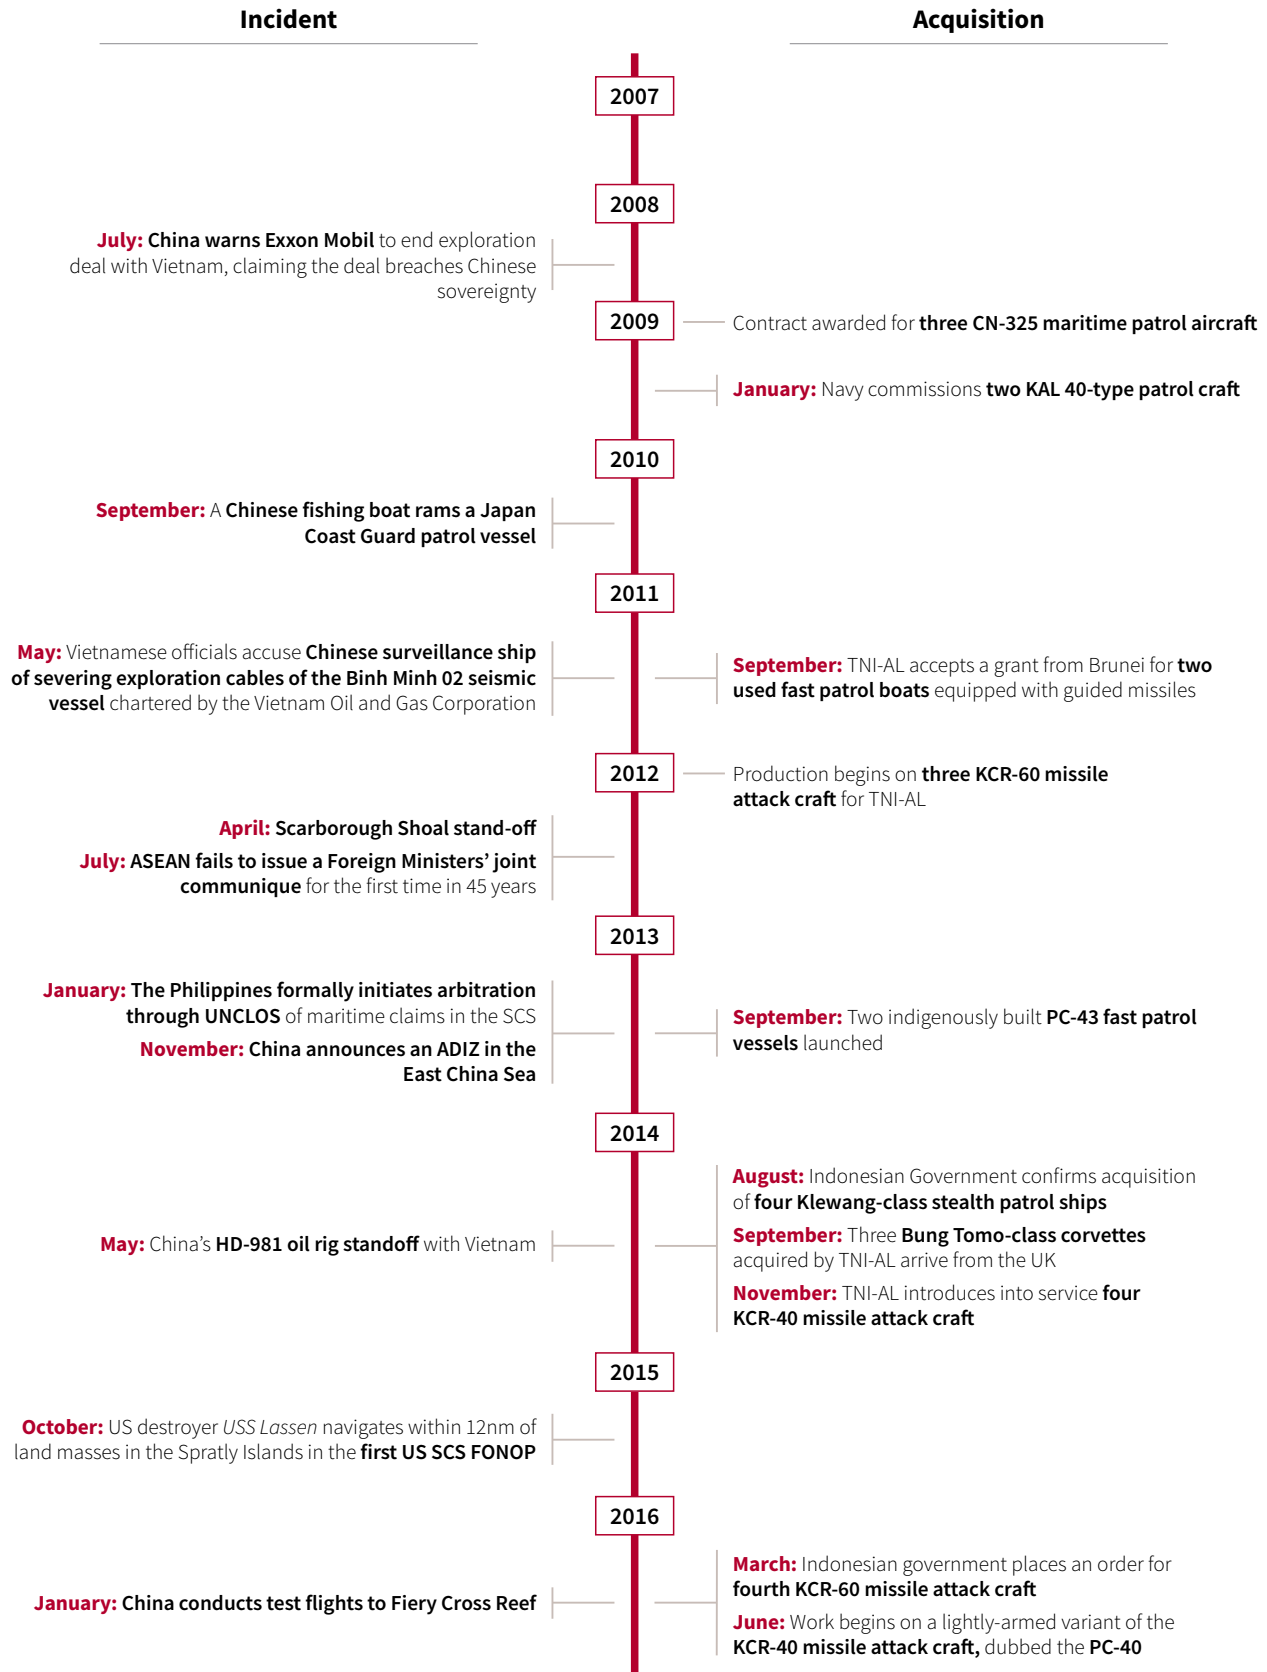 Incident
Acquisition
2007
2008
July: China warns Exxon Mobil to end exploration
deal with Vietnam, claiming the deal breaches Chinese
sovereignty
2009
Contract awarded for three CN-325 maritime patrol aircraft
January: Navy commissions two KAL 40-type patrol craft
2010
September: A Chinese fishing boat rams a Japan
Coast Guard patrol vessel
2011
May: Vietnamese officials accuse Chinese surveillance ship
of severing exploration cables of the Binh Minh 02 seismic
vessel chartered by the Vietnam Oil and Gas Corporation
September: TNI-AL accepts a grant from Brunei for two
used fast patrol boats equipped with guided missiles
2012
Production begins on three KCR-60 missile
attack craft for TNI-AL
April: Scarborough Shoal stand-off
July: ASEAN fails to issue a Foreign Ministers’ joint
communique for the first time in 45 years
2013
January: The Philippines formally initiates arbitration
through UNCLOS of maritime claims in the SCS
November: China announces an ADIZ in the
East China Sea
September: Two indigenously built PC-43 fast patrol
vessels launched
2014
May: China’s HD-981 oil rig standoff with Vietnam
August: Indonesian Government confirms acquisition
of four Klewang-class stealth patrol ships
September: Three Bung Tomo-class corvettes
acquired by TNI-AL arrive from the UK
November: TNI-AL introduces into service four
KCR-40 missile attack craft
2015
October: US destroyer USS Lassen navigates within 12nm of
land masses in the Spratly Islands in the first US SCS FONOP
2016
January: China conducts test flights to Fiery Cross Reef
March: Indonesian government places an order for
fourth KCR-60 missile attack craft
June: Work begins on a lightly-armed variant of the
KCR-40 missile attack craft, dubbed the PC-40